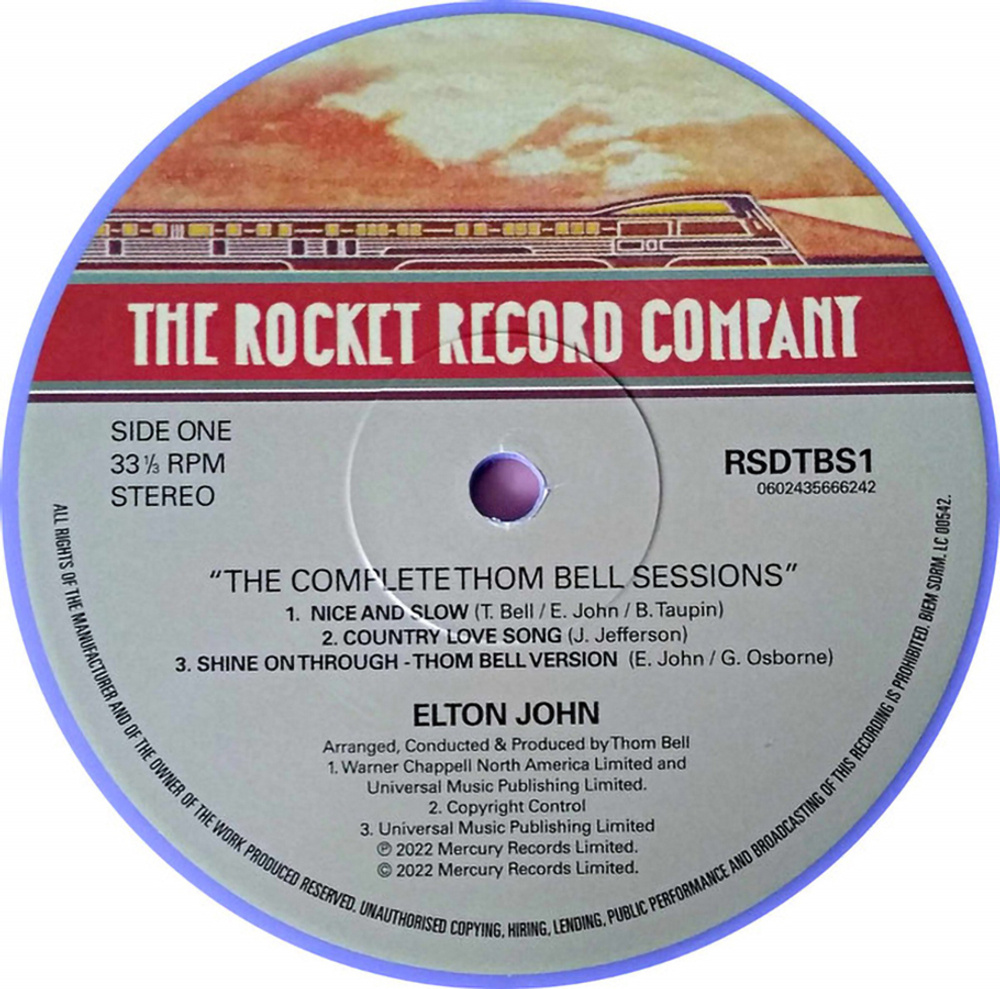 THE ROCKET RECORD COMPANY
SIDE ONE
33 ⅓ RPM
STEREO
RSDTBS1
0602435666242
“THE COMPLETE THOM BELL SESSIONS”
1. NICE AND SLOW (T. Bell / E. John / B. Taupin)
2. COUNTRY LOVE SONG (J. Jefferson)
3. SHINE ON THROUGH - THOM BELL VERSION (E. John / G. Osborne)
ELTON JOHN
Arranged, Conducted & Produced by Thom Bell
1. Warner Chappell North America Limited and
Universal Music Publishing Limited.
2. Copyright Control
3. Universal Music Publishing Limited
℗ 2022 Mercury Records Limited.
© 2022 Mercury Records Limited.
ALL RIGHTS OF THE MANUFACTURER AND OF THE OWNER OF THE WORK PRODUCED RESERVED. UNAUTHORISED COPYING, HIRING, LENDING, PUBLIC PERFORMANCE AND BROADCASTING OF THIS RECORDING IS PROHIBITED. BIEM SDRM. LC 00542.